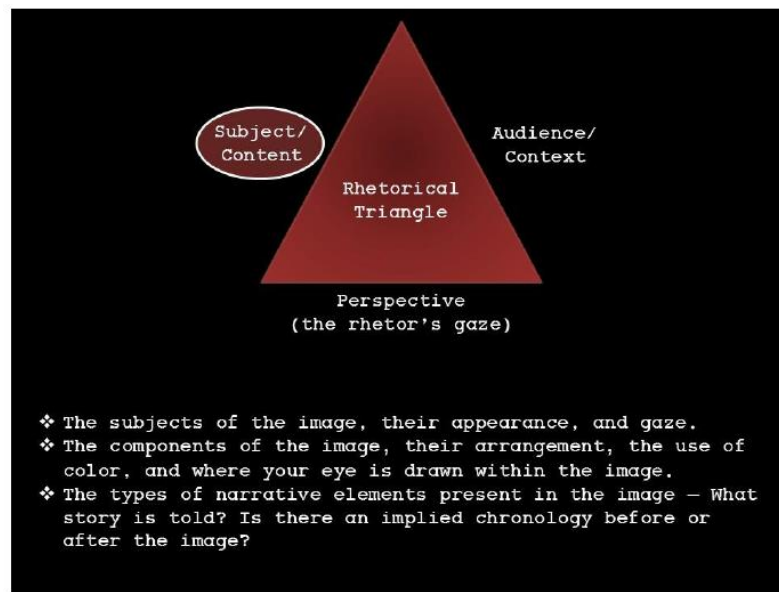 Subject/
Content
Audience/
Context
Rhetorical
Triangle
Perspective
(the rhetor's gaze)
❖ The subjects of the image, their appearance, and gaze.
❖ The components of the image, their arrangement, the use of
color, and where your eye is drawn within the image.
❖ The types of narrative elements present in the image — What
story is told? Is there an implied chronology before or
after the image?